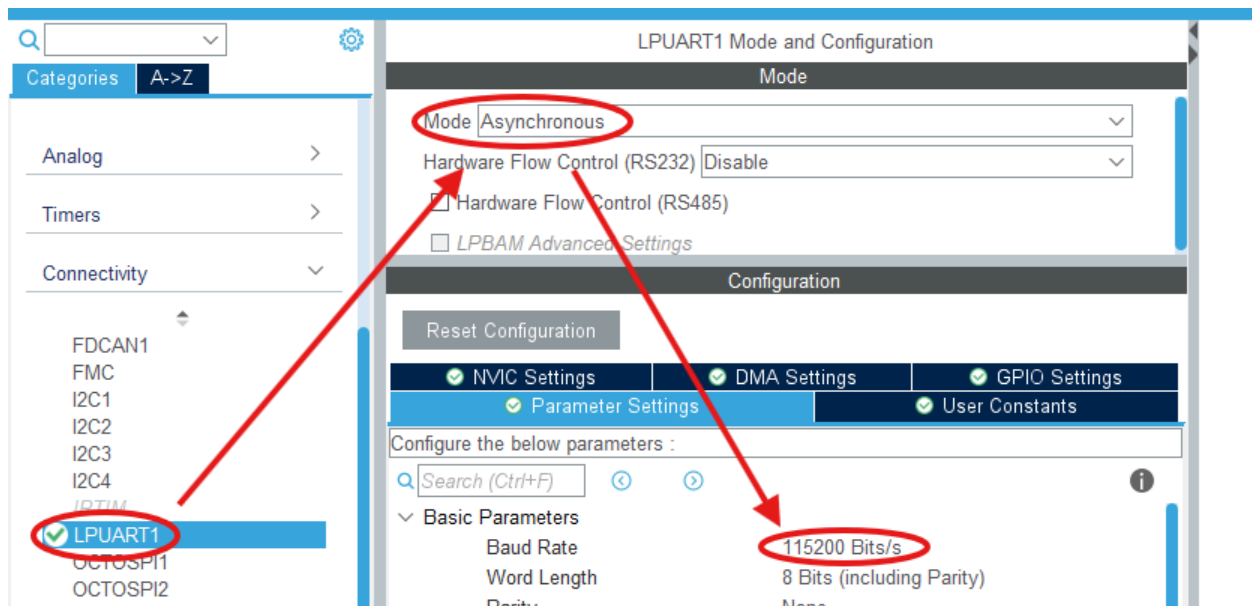 Categories A->Z
Analog
Timers
Connectivity
FDCAN1
FMC
I2C1
I2C2
I2C3
I2C4
IRTIM
LPUART1
OCTOSPI1
OCTOSPI2
LPUART1 Mode and Configuration
Mode
Mode Asynchronous
Hardware Flow Control (RS232) Disable
Hardware Flow Control (RS485)
LPBAM Advanced Settings
Configuration
Reset Configuration
NVIC Settings DMA Settings GPIO Settings
Parameter Settings User Constants
Configure the below parameters :
Search (Ctrl+F)
Basic Parameters
Baud Rate 115200 Bits/s
Word Length 8 Bits (including Parity)
Parity None